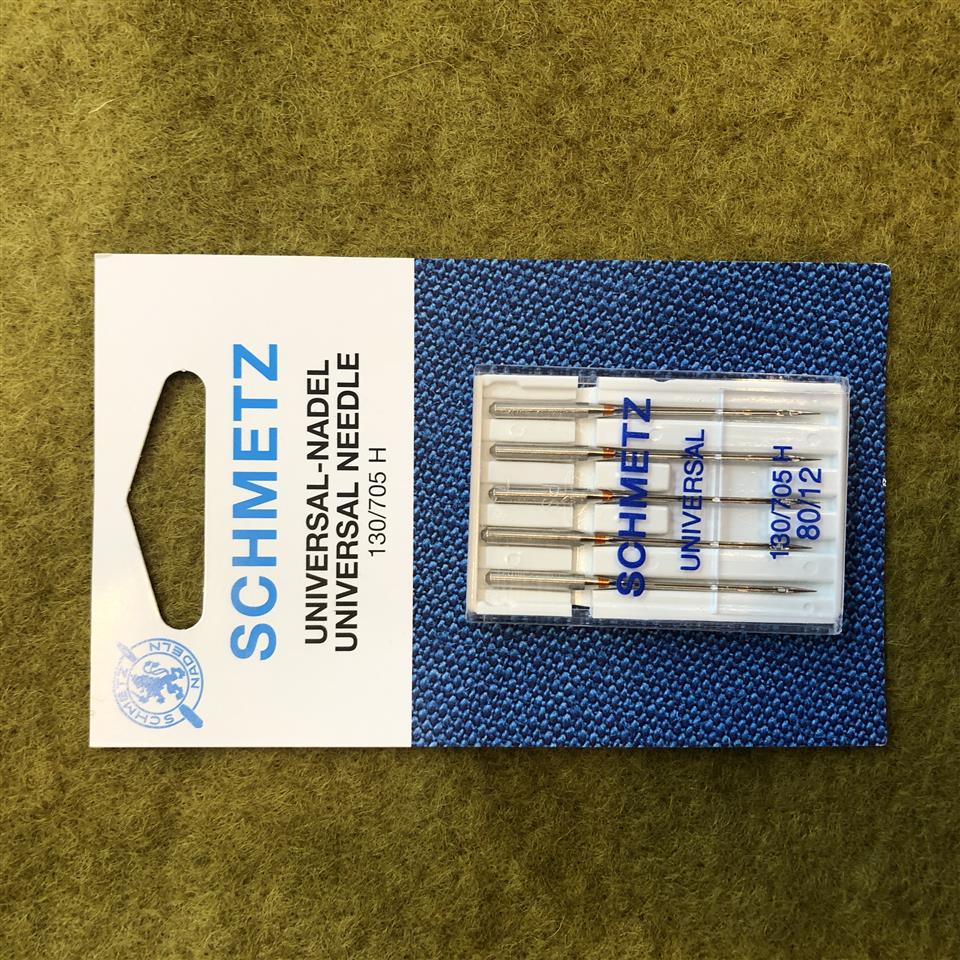 SCHMETZ
UNIVERSAL-NADEL
UNIVERSAL NEEDLE
130/705 H
SCHMETZ NADELN
SCHMETZ
UNIVERSAL
130/705 H
80/12